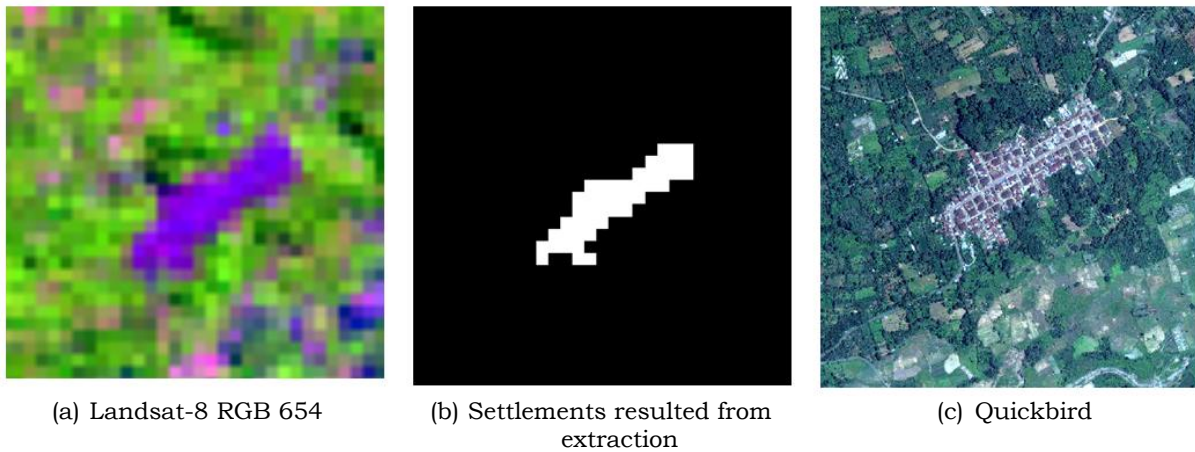 (a) Landsat-8 RGB 654
(b) Settlements resulted from
extraction
(c) Quickbird